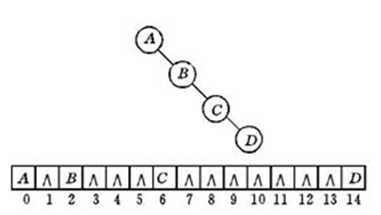 A
B
C
D
A ∧ B ∧ ∧ ∧ C ∧ ∧ ∧ ∧ ∧ ∧ ∧ D
0 1 2 3 4 5 6 7 8 9 10 11 12 13 14